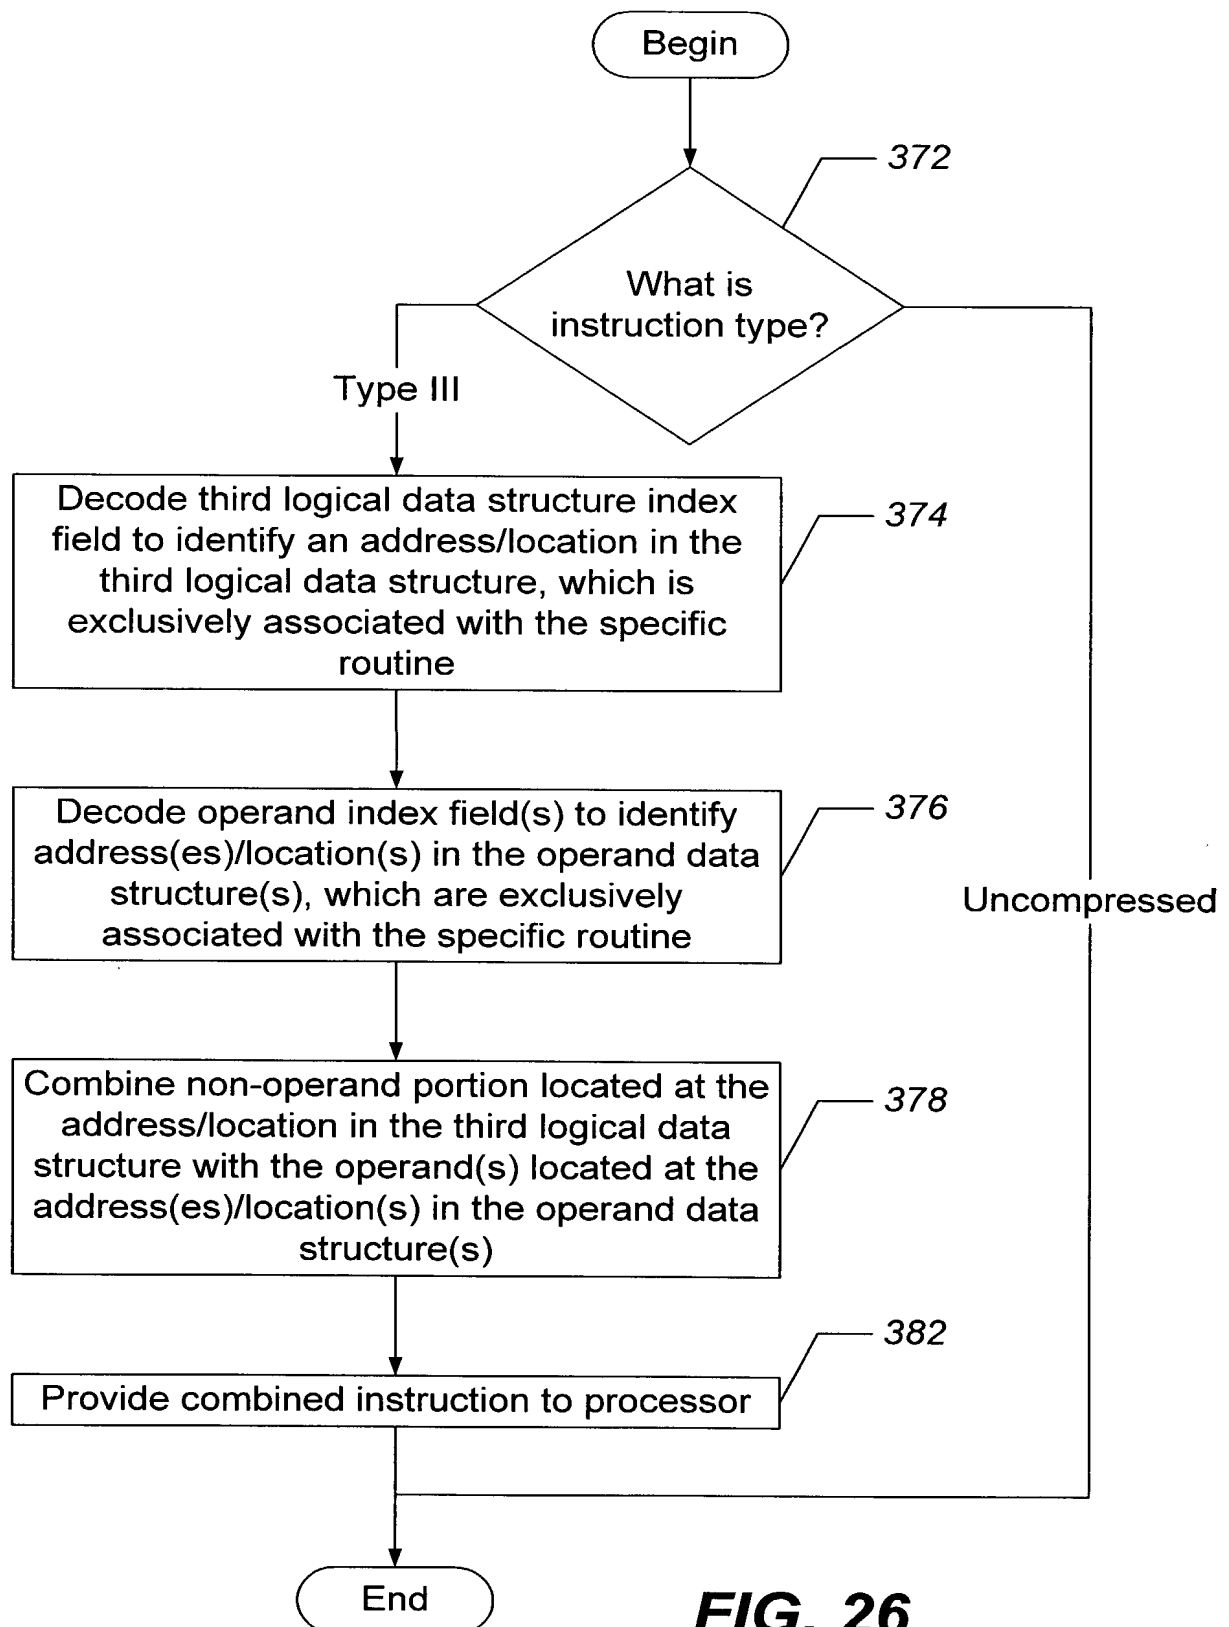 Begin
372
What is
instruction type?
Type III
Decode third logical data structure index
field to identify an address/location in the
third logical data structure, which is
exclusively associated with the specific
routine
374
Decode operand index field(s) to identify
address(es)/location(s) in the operand data
structure(s), which are exclusively
associated with the specific routine
376
Uncompressed
Combine non-operand portion located at the
address/location in the third logical data
structure with the operand(s) located at the
address(es)/location(s) in the operand data
structure(s)
378
382
Provide combined instruction to processor
End
FIG. 26